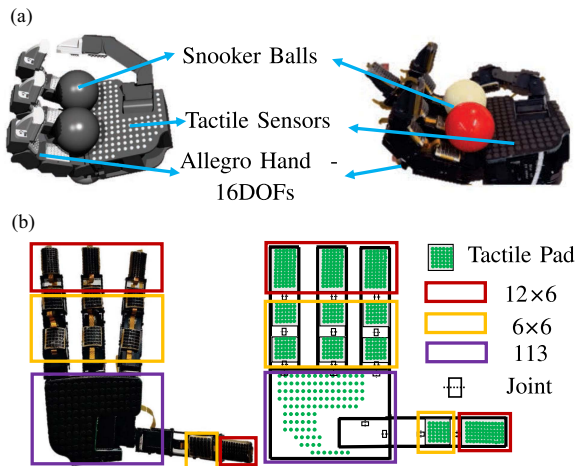 (a)
Snooker Balls
Tactile Sensors
Allegro Hand -
16DOFs
(b)
Tactile Pad
12×6
6×6
113
Joint